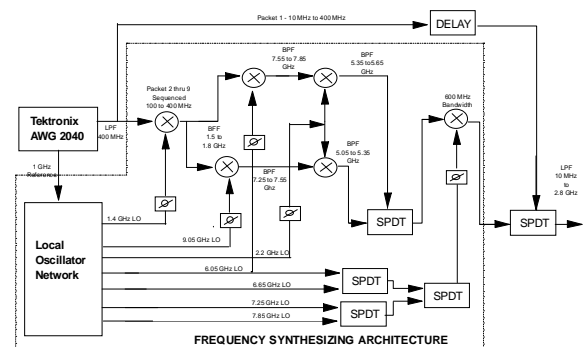 Packet 1 - 10 MHz to 400 MHz
DELAY
BPF
7.55 to 7.85
GHz
BPF
5.35 to5.65
GHz
Packet 2 thru 9
Sequenced
100 to 400 MHz
600 MHz
Bandwidth
Tektronix
AWG 2040
LPF
400 MHz
BFF
1.5 to
1.8 GHz
BPF
7.25 to 7.55
Ghz
BPF
5.05 to 5.35
GHz
LPF
10 MHz
to
2.8 GHz
1 GHz
Reference
SPDT
SPDT
1.4 GHz LO
9.05 GHz LO
2.2 GHz LO
Local
Oscillator
Network
6.05 GHz LO
SPDT
6.65 GHz LO
SPDT
7.25 GHz LO
SPDT
7.85 GHz LO
FREQUENCY SYNTHESIZING ARCHITECTURE